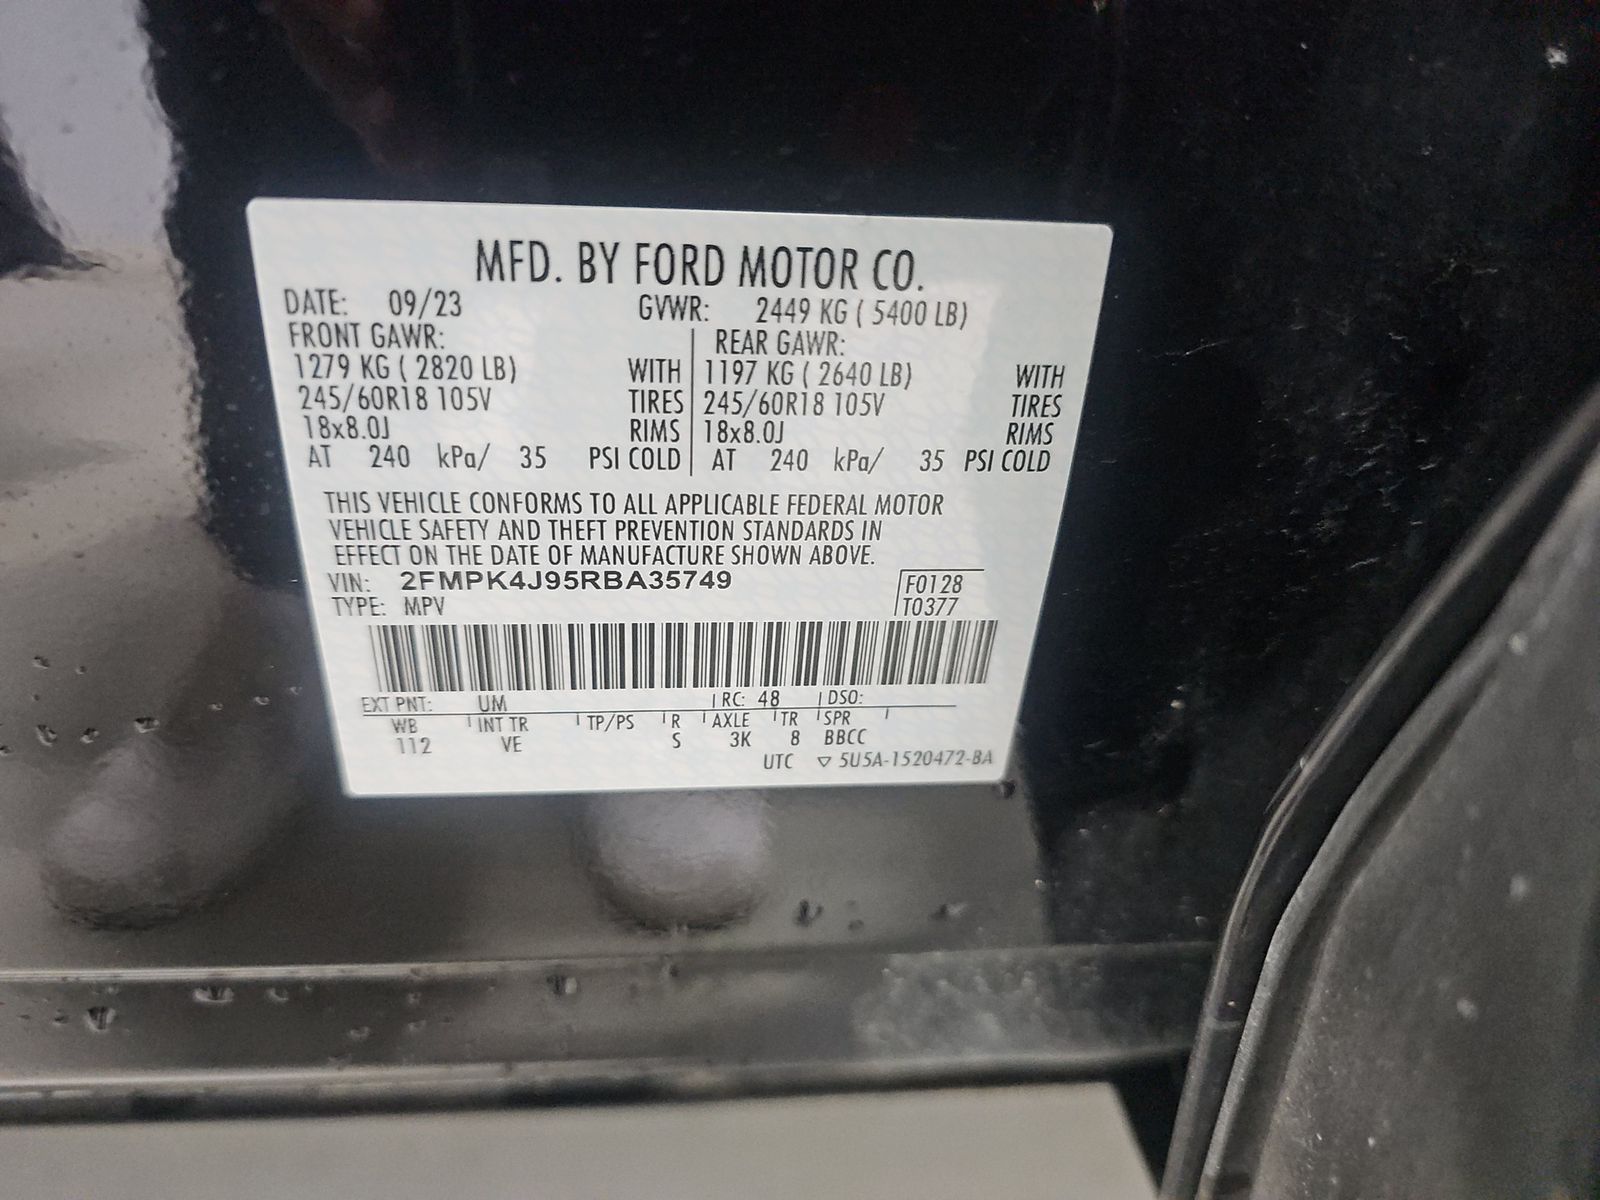 MFD. BY FORD MOTOR CO.
DATE: 09/23 GVWR: 2449 KG ( 5400 LB)
FRONT GAWR: REAR GAWR:
1279 KG ( 2820 LB) WITH 1197 KG ( 2640 LB) WITH
245/60R18 105V TIRES 245/60R18 105V TIRES
18x8.0J RIMS 18x8.0J RIMS
AT 240 kPa/ 35 PSI COLD AT 240 kPa/ 35 PSI COLD
THIS VEHICLE CONFORMS TO ALL APPLICABLE FEDERAL MOTOR
VEHICLE SAFETY AND THEFT PREVENTION STANDARDS IN
EFFECT ON THE DATE OF MANUFACTURE SHOWN ABOVE.
VIN: 2FMPK4J95RBA35749 F0128
TYPE: MPV T0377
EXT PNT: UM RC: 48 DSO:
WB INT TR TP/PS R AXLE TR SPR
112 VE S 3K 8 BBCC
UTC ▽ 5U5A-1520472-BA